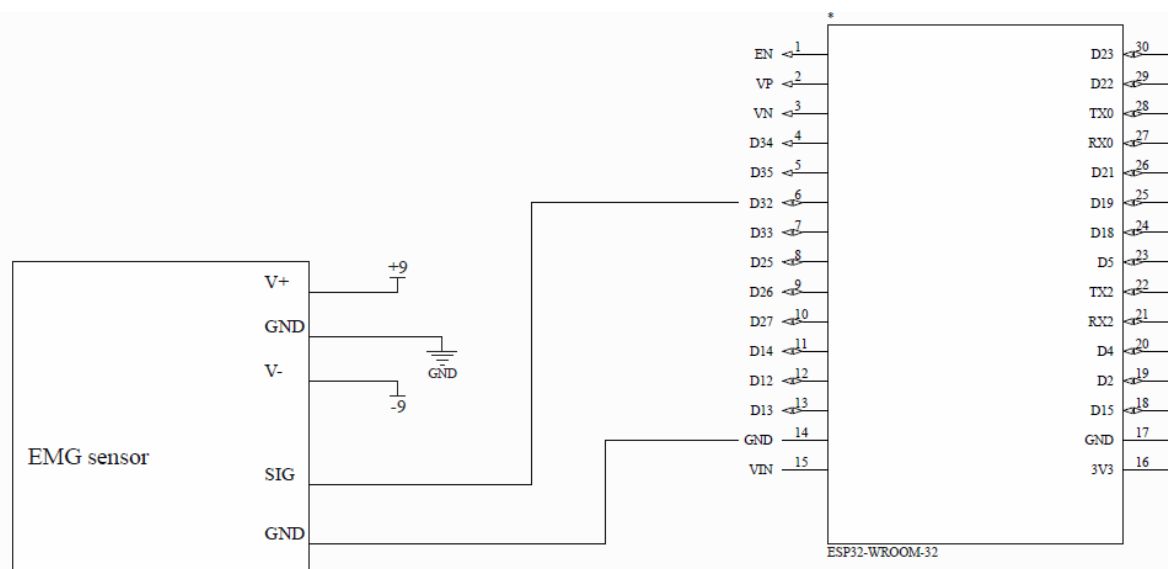 *
EN 1
VP 2
VN 3
D34 4
D35 5
D32 6
D33 7
D25 8
D26 9
D27 10
D14 11
D12 12
D13 13
GND 14
VIN 15
D23 30
D22 29
TX0 28
RX0 27
D21 26
D19 25
D18 24
D5 23
TX2 22
RX2 21
D4 20
D2 19
D15 18
GND 17
3V3 16
ESP32-WROOM-32
V+
+9
GND
GND
V-
-9
EMG sensor
SIG
GND